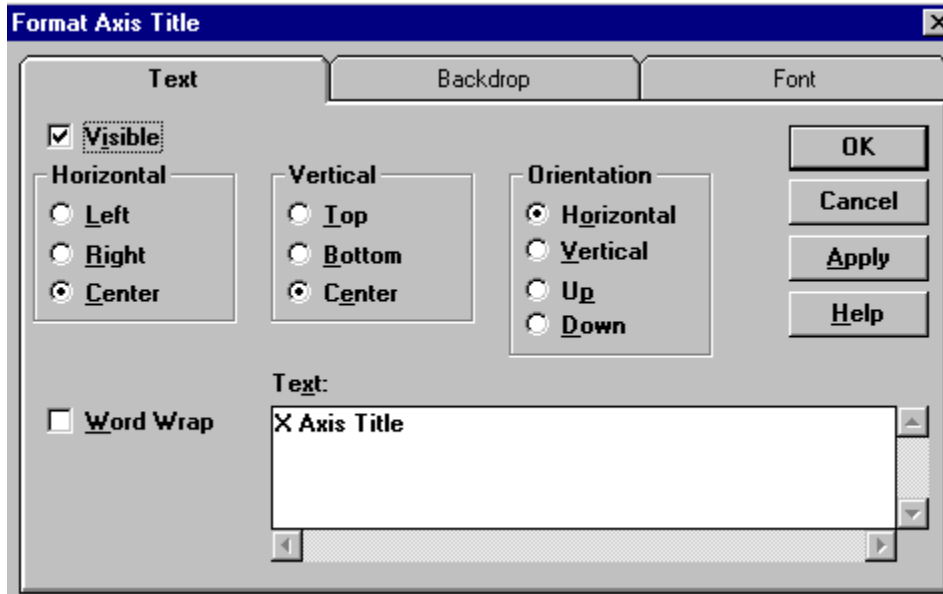 Format Axis Title
Text Backdrop Font
Visible
Horizontal
Left
Right
Center
Vertical
Top
Bottom
Center
Orientation
Horizontal
Vertical
Up
Down
OK
Cancel
Apply
Help
Word Wrap
Text:
X Axis Title